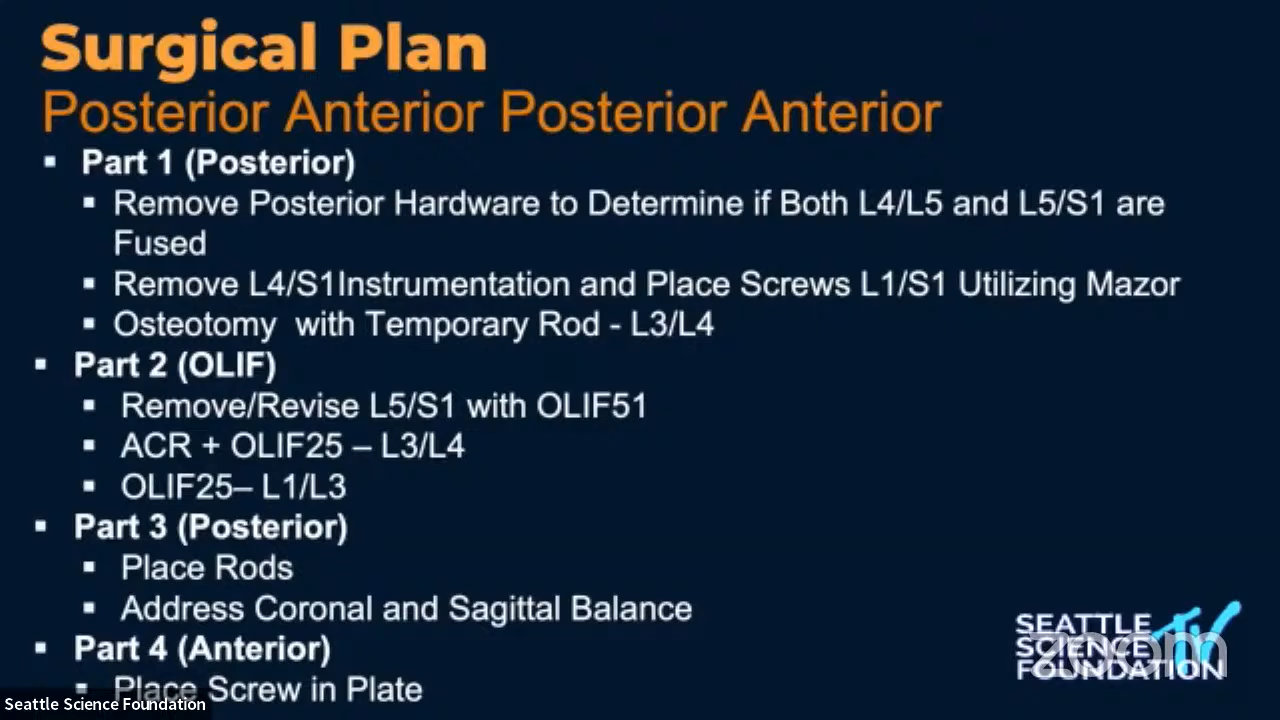 Surgical Plan
Posterior Anterior Posterior Anterior
▪ Part 1 (Posterior)
▪ Remove Posterior Hardware to Determine if Both L4/L5 and L5/S1 are
Fused
▪ Remove L4/S1Instrumentation and Place Screws L1/S1 Utilizing Mazor
▪ Osteotomy with Temporary Rod - L3/L4
▪ Part 2 (OLIF)
▪ Remove/Revise L5/S1 with OLIF51
▪ ACR + OLIF25 – L3/L4
▪ OLIF25– L1/L3
▪ Part 3 (Posterior)
▪ Place Rods
▪ Address Coronal and Sagittal Balance
▪ Part 4 (Anterior)
▪ Place Screw in Plate
SEATTLE
SCIENCE
FOUNDATION
TV
zoom
Seattle Science Foundation